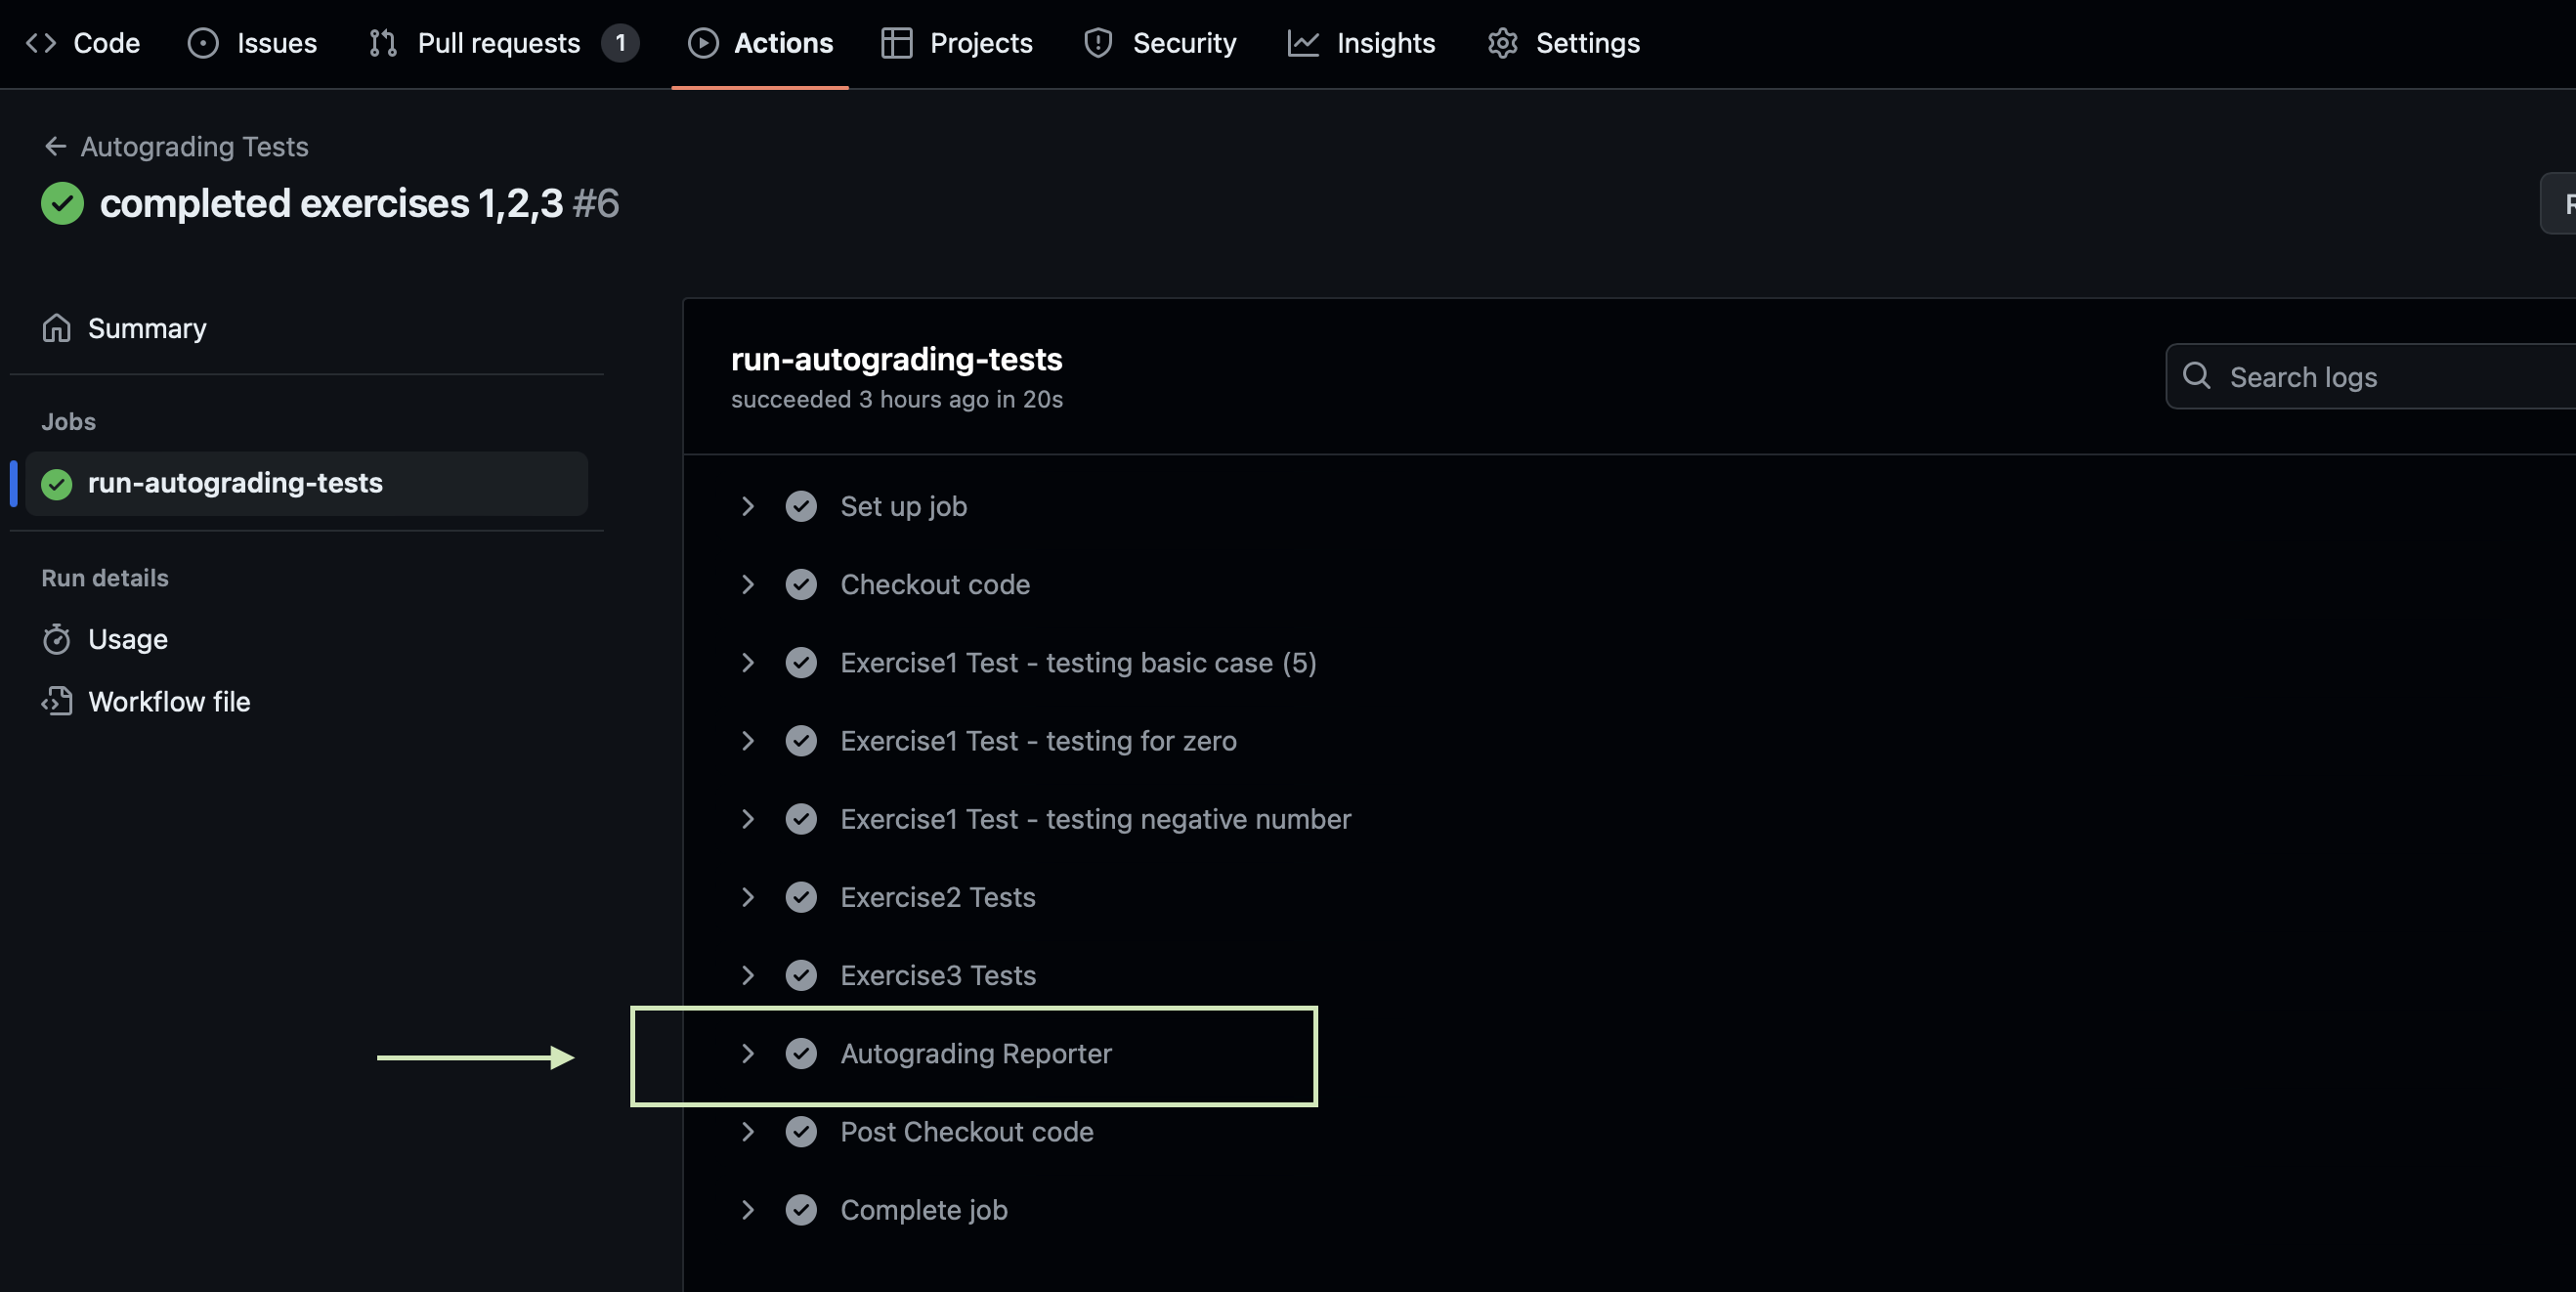 Code Issues Pull requests 1 Actions Projects Security Insights Settings
Autograding Tests
completed exercises 1,2,3 #6
Summary
Jobs
run-autograding-tests
Run details
Usage
Workflow file
run-autograding-tests
succeeded 3 hours ago in 20s
Search logs
Set up job
Checkout code
Exercise1 Test - testing basic case (5)
Exercise1 Test - testing for zero
Exercise1 Test - testing negative number
Exercise2 Tests
Exercise3 Tests
Autograding Reporter
Post Checkout code
Complete job